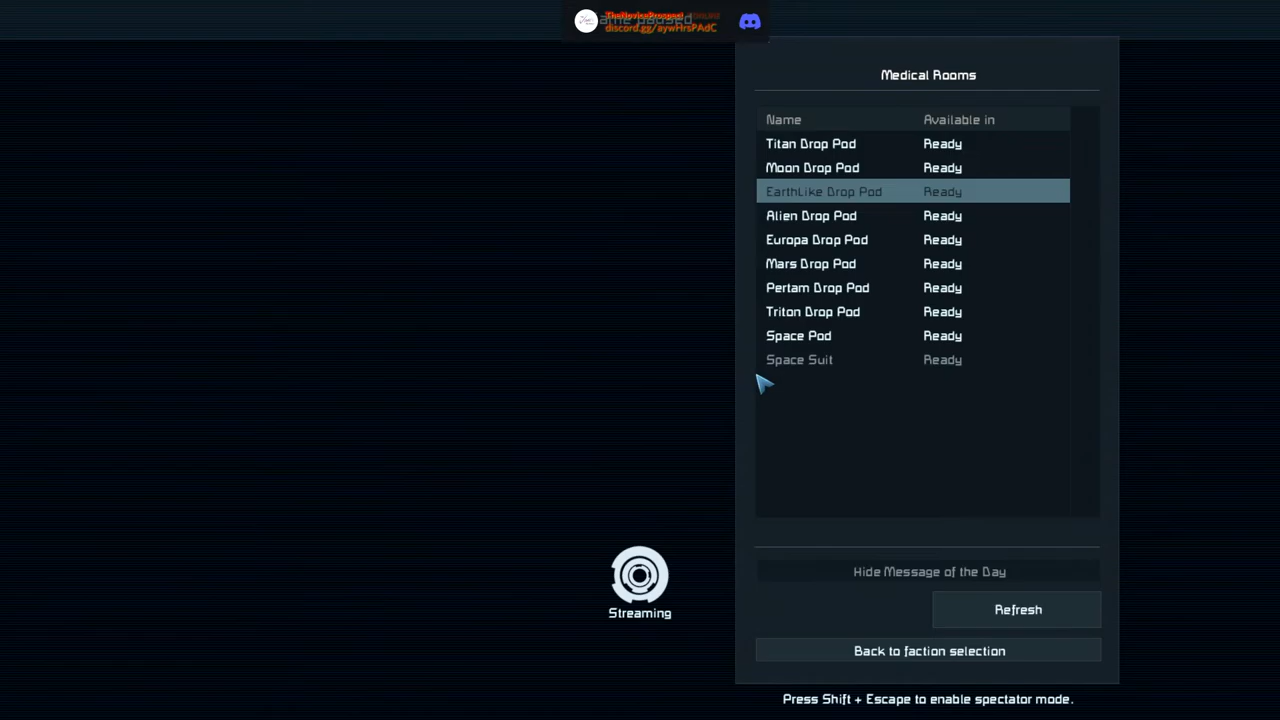 TheNoviceProspect
discord.gg/aywHrsPAdC
Medical Rooms
Name Available in
Titan Drop Pod Ready
Moon Drop Pod Ready
EarthLike Drop Pod Ready
Alien Drop Pod Ready
Europa Drop Pod Ready
Mars Drop Pod Ready
Pertam Drop Pod Ready
Triton Drop Pod Ready
Space Pod Ready
Space Suit Ready
Streaming
Hide Message of the Day
Refresh
Back to faction selection
Press Shift + Escape to enable spectator mode.